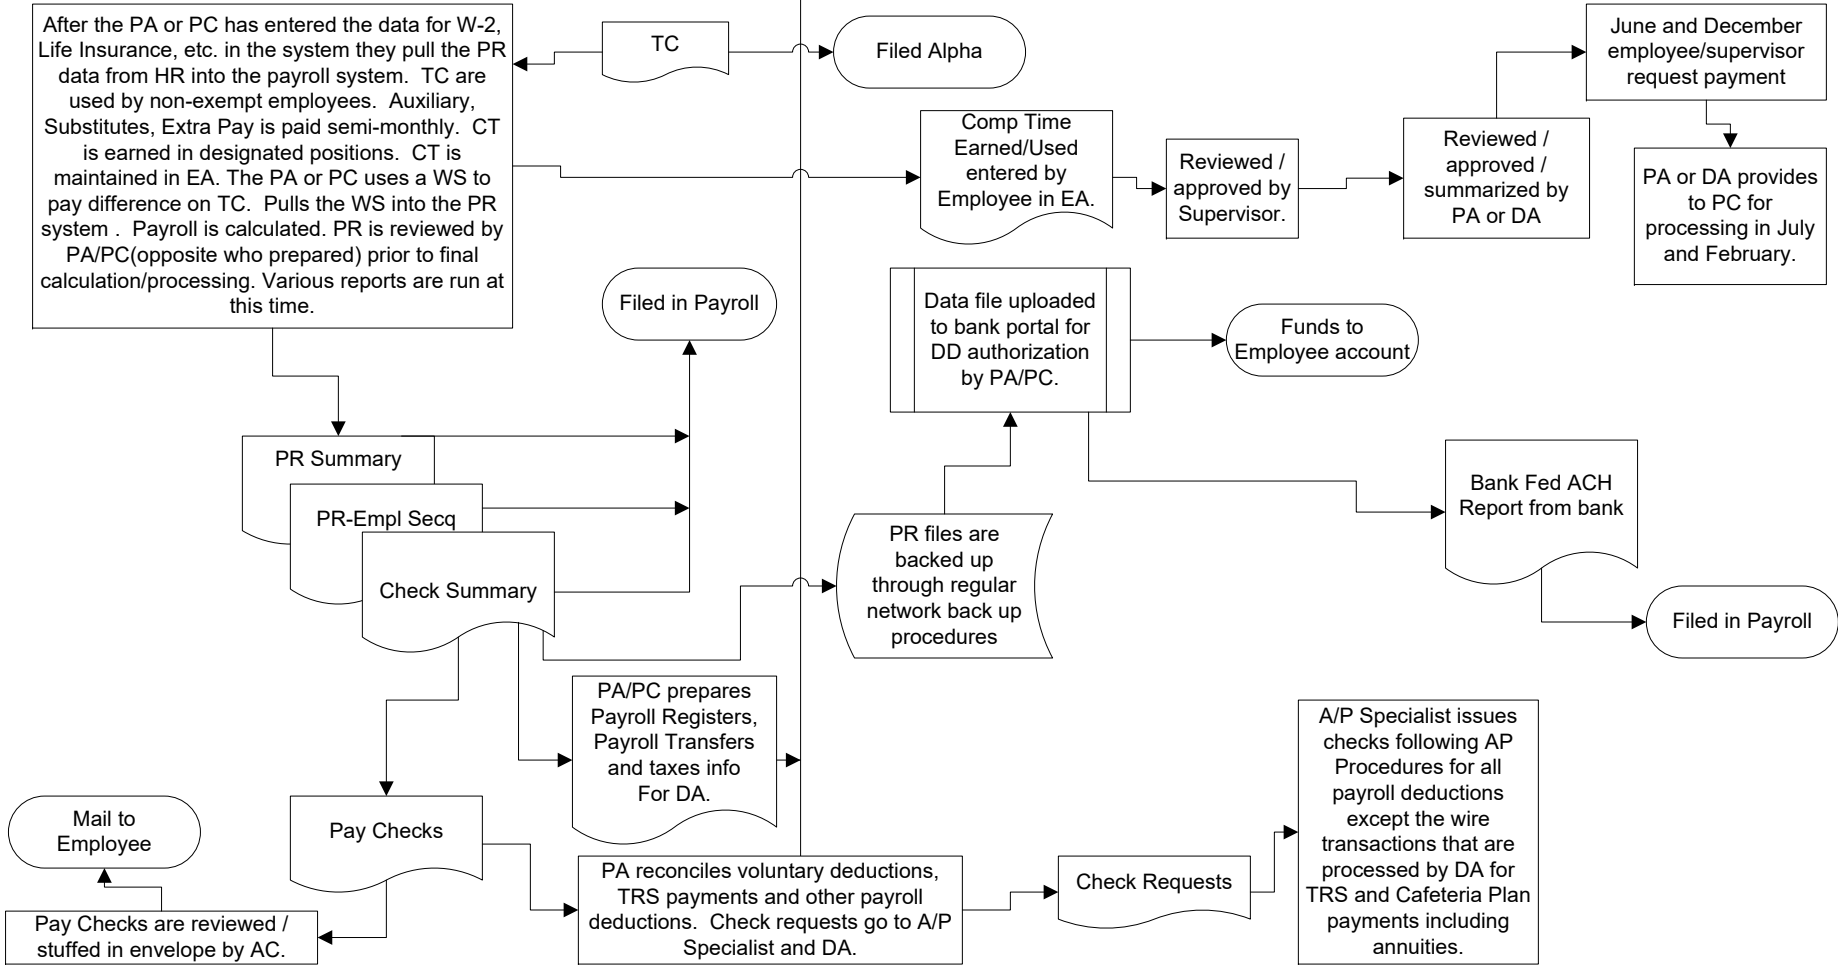 After the PA or PC has entered the data for W-2,
Life Insurance, etc. in the system they pull the PR
data from HR into the payroll system.  TC are
used by non-exempt employees.  Auxiliary,
Substitutes, Extra Pay is paid semi-monthly.  CT
is earned in designated positions.  CT is
maintained in EA. The PA or PC uses a WS to
pay difference on TC.  Pulls the WS into the PR
system .  Payroll is calculated. PR is reviewed by
PA/PC(opposite who prepared) prior to final
calculation/processing. Various reports are run at
this time.
TC
Filed Alpha
Comp Time
Earned/Used
entered by
Employee in EA.
Reviewed /
approved by
Supervisor.
Reviewed /
approved /
summarized by
PA or DA
June and December
employee/supervisor
request payment
PA or DA provides
to PC for
processing in July
and February.
Filed in Payroll
Data file uploaded
to bank portal for
DD authorization
by PA/PC.
Funds to
Employee account
PR Summary
PR-Empl Secq
Check Summary
PR files are
backed up
through regular
network back up
procedures
Bank Fed ACH
Report from bank
Filed in Payroll
PA/PC prepares
Payroll Registers,
Payroll Transfers
and taxes info
For DA.
Pay Checks
Mail to
Employee
Pay Checks are reviewed /
stuffed in envelope by AC.
PA reconciles voluntary deductions,
TRS payments and other payroll
deductions.  Check requests go to A/P
Specialist and DA.
Check Requests
A/P Specialist issues
checks following AP
Procedures for all
payroll deductions
except the wire
transactions that are
processed by DA for
TRS and Cafeteria Plan
payments including
annuities.